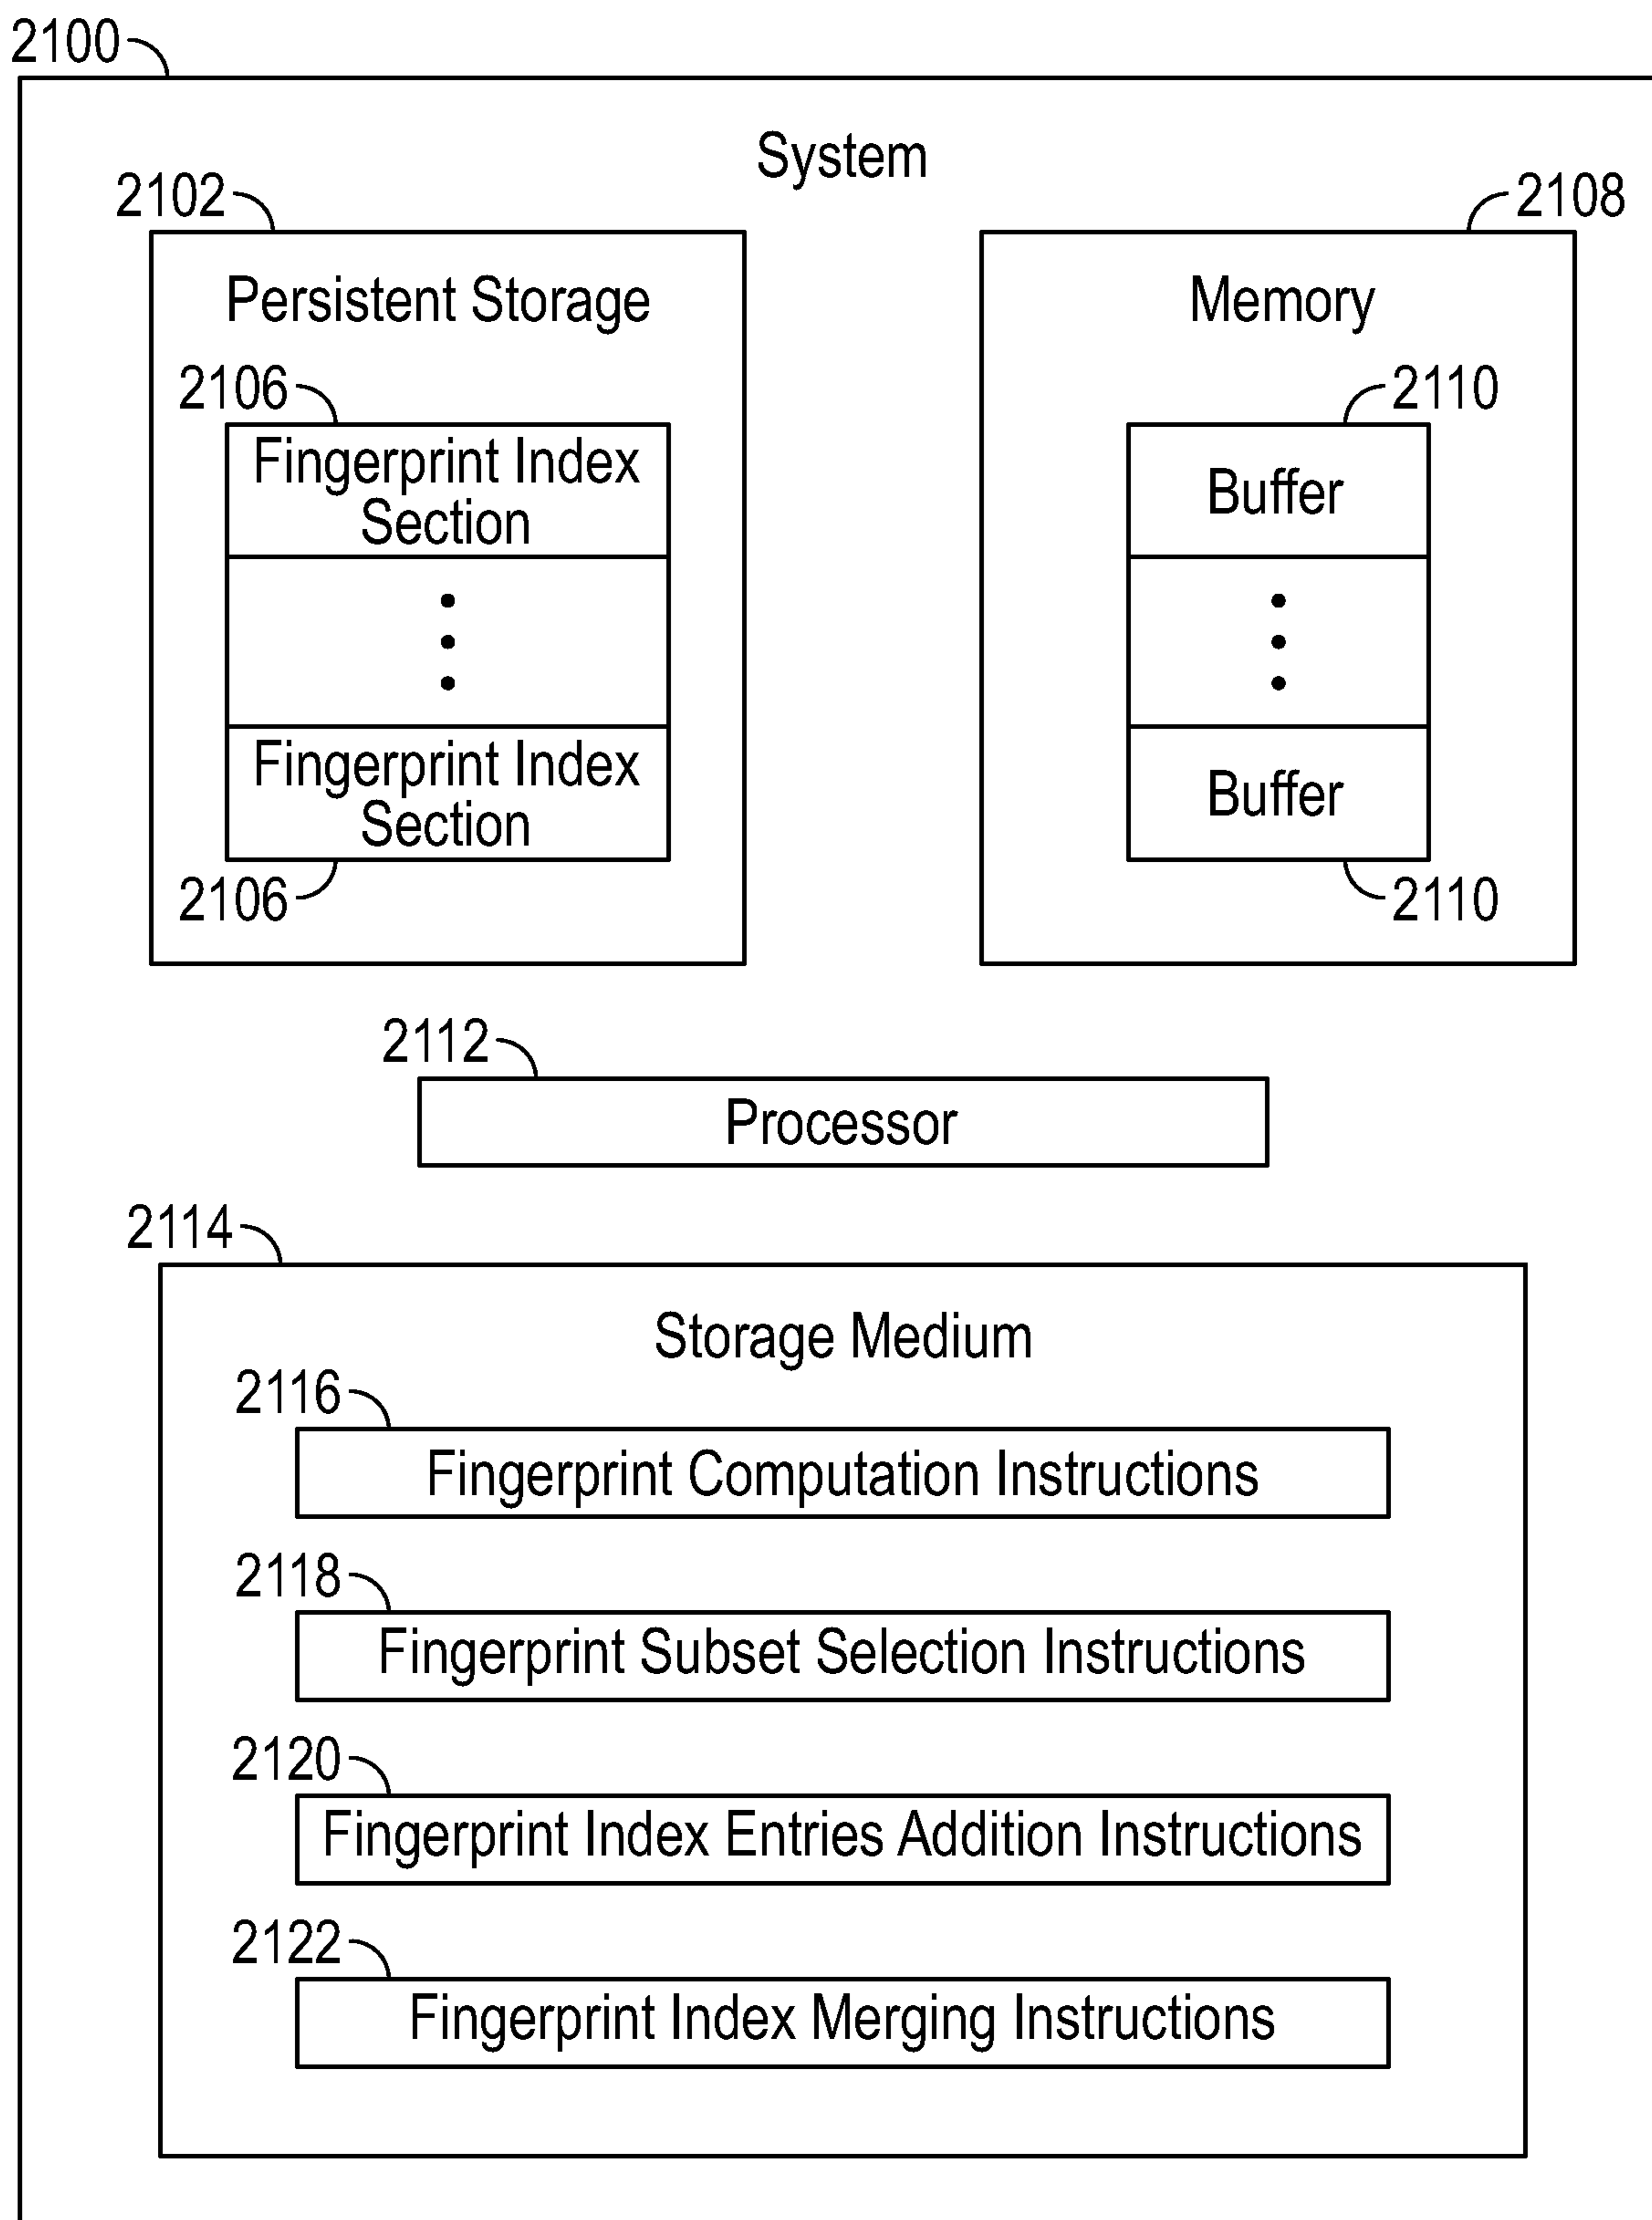 2100
System
2102
2108
Persistent Storage
Memory
2106
2110
Fingerprint Index
Section
Buffer
Fingerprint Index
Section
Buffer
2106
2110
2112
Processor
2114
Storage Medium
2116
Fingerprint Computation Instructions
2118
Fingerprint Subset Selection Instructions
2120
Fingerprint Index Entries Addition Instructions
2122
Fingerprint Index Merging Instructions